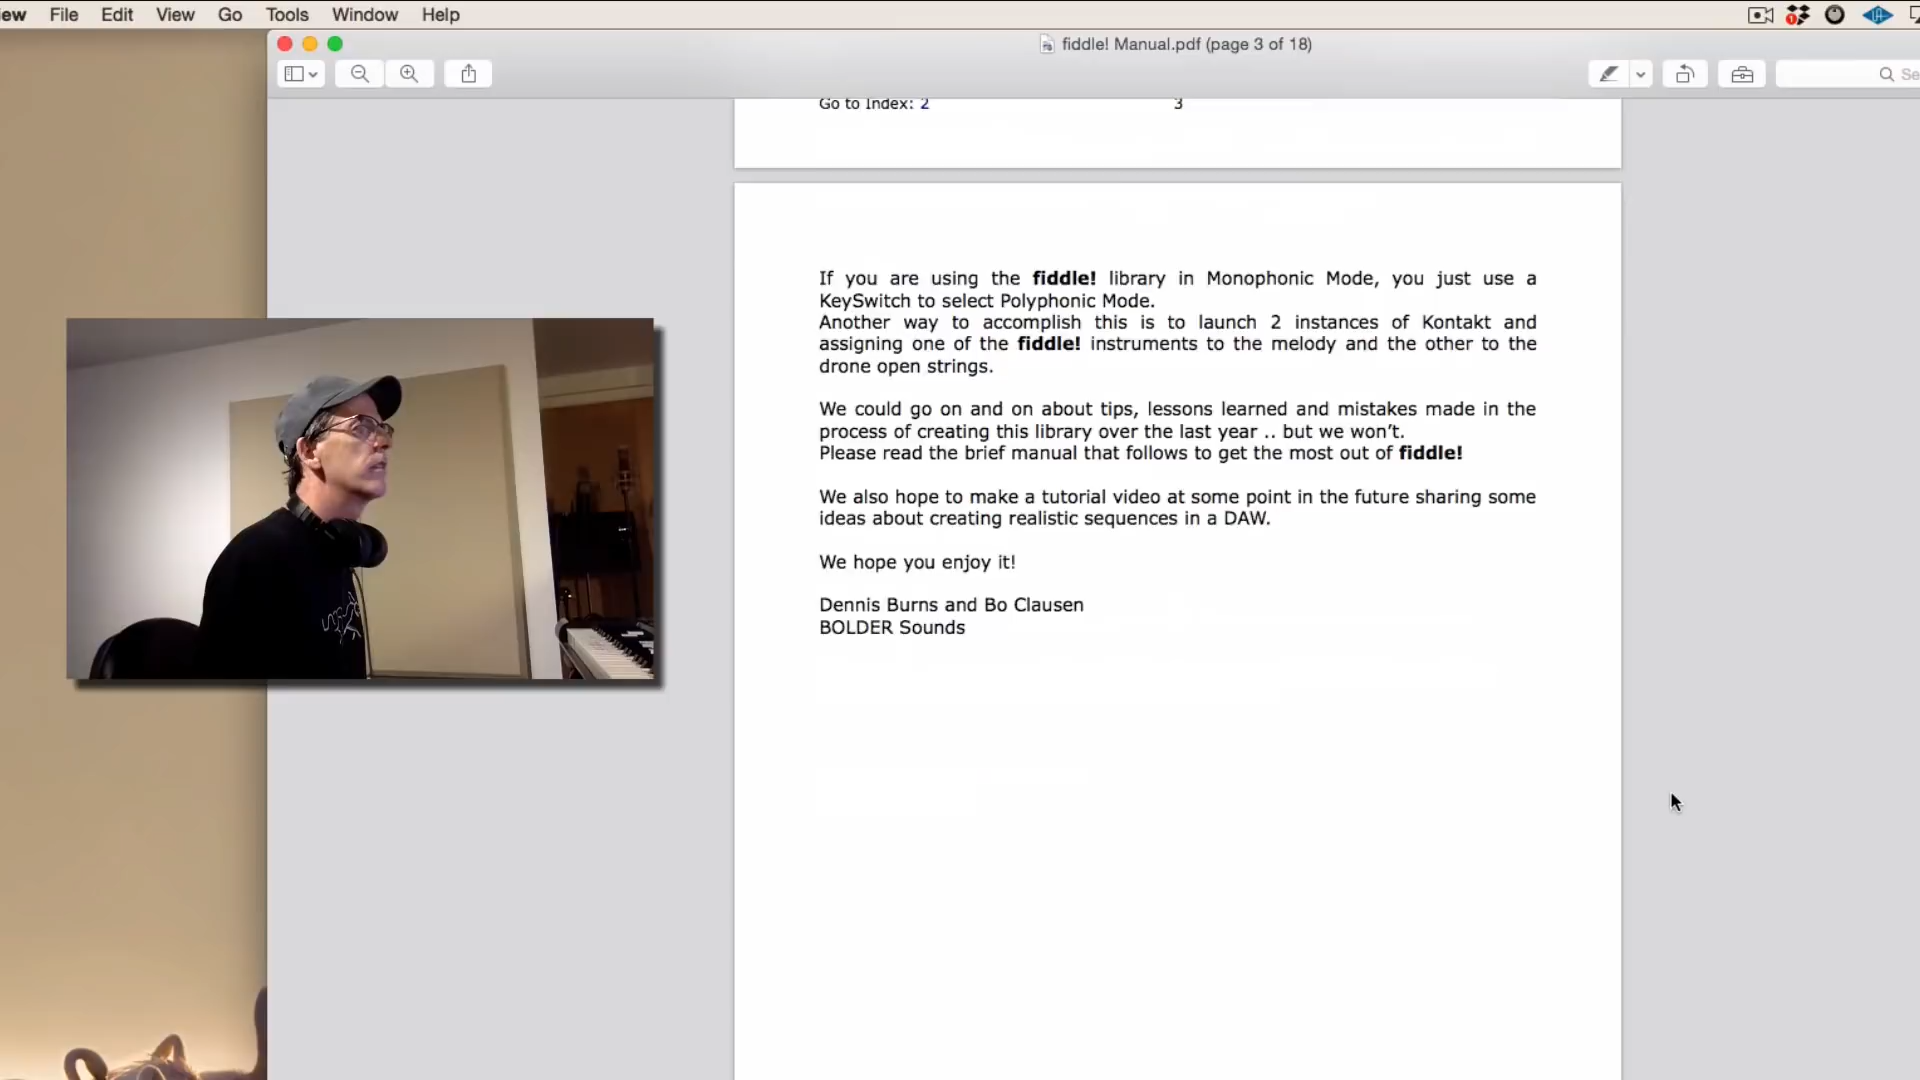 iew File Edit View Go Tools Window Help
fiddle! Manual.pdf (page 3 of 18)
Se
Go to Index: 2 3
If you are using the fiddle! library in Monophonic Mode, you just use a
KeySwitch to select Polyphonic Mode.
Another way to accomplish this is to launch 2 instances of Kontakt and
assigning one of the fiddle! instruments to the melody and the other to the
drone open strings.
We could go on and on about tips, lessons learned and mistakes made in the
process of creating this library over the last year .. but we won't.
Please read the brief manual that follows to get the most out of fiddle!
We also hope to make a tutorial video at some point in the future sharing some
ideas about creating realistic sequences in a DAW.
We hope you enjoy it!
Dennis Burns and Bo Clausen
BOLDER Sounds